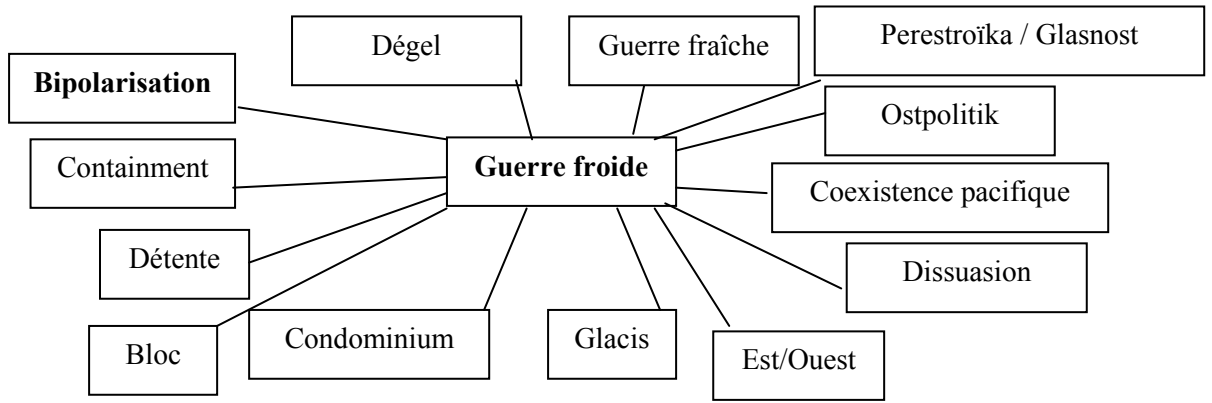 Dégel
Guerre fraîche
Perestroïka / Glasnost
Bipolarisation
Ostpolitik
Containment
Guerre froide
Coexistence pacifique
Détente
Dissuasion
Bloc
Condominium
Glacis
Est/Ouest